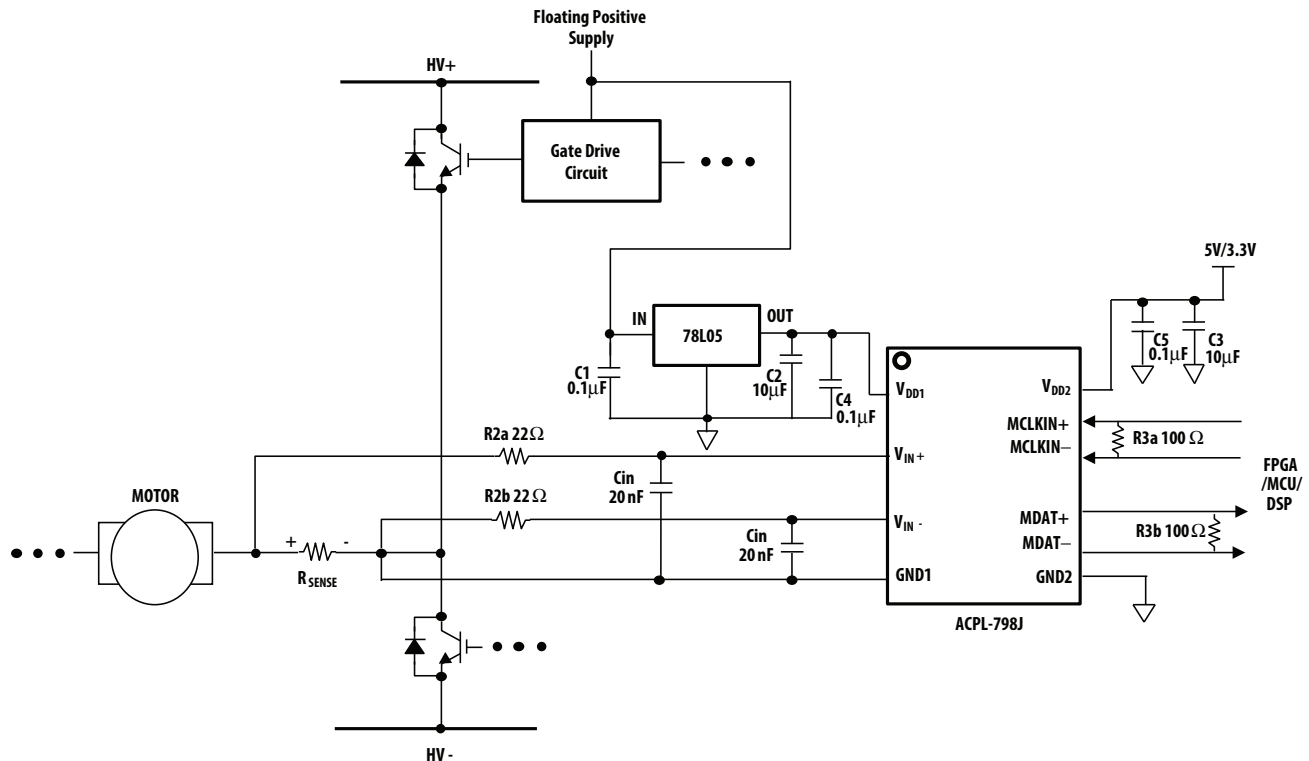 Floating Positive
Supply
HV+
Gate Drive
Circuit
5V/3.3V
IN
78L05
OUT
C1
0.1μF
C2
10μF
C4
0.1μF
C5
0.1μF
C3
10μF
VDD1
VDD2
MCLKIN+
MCLKIN−
R3a 100 Ω
R2a 22Ω
VIN+
Cin
20 nF
FPGA
/MCU/
DSP
MOTOR
R2b 22 Ω
VIN -
MDAT+
MDAT−
R3b 100Ω
Cin
20 nF
+
-
RSENSE
GND1
GND2
ACPL-798J
HV -